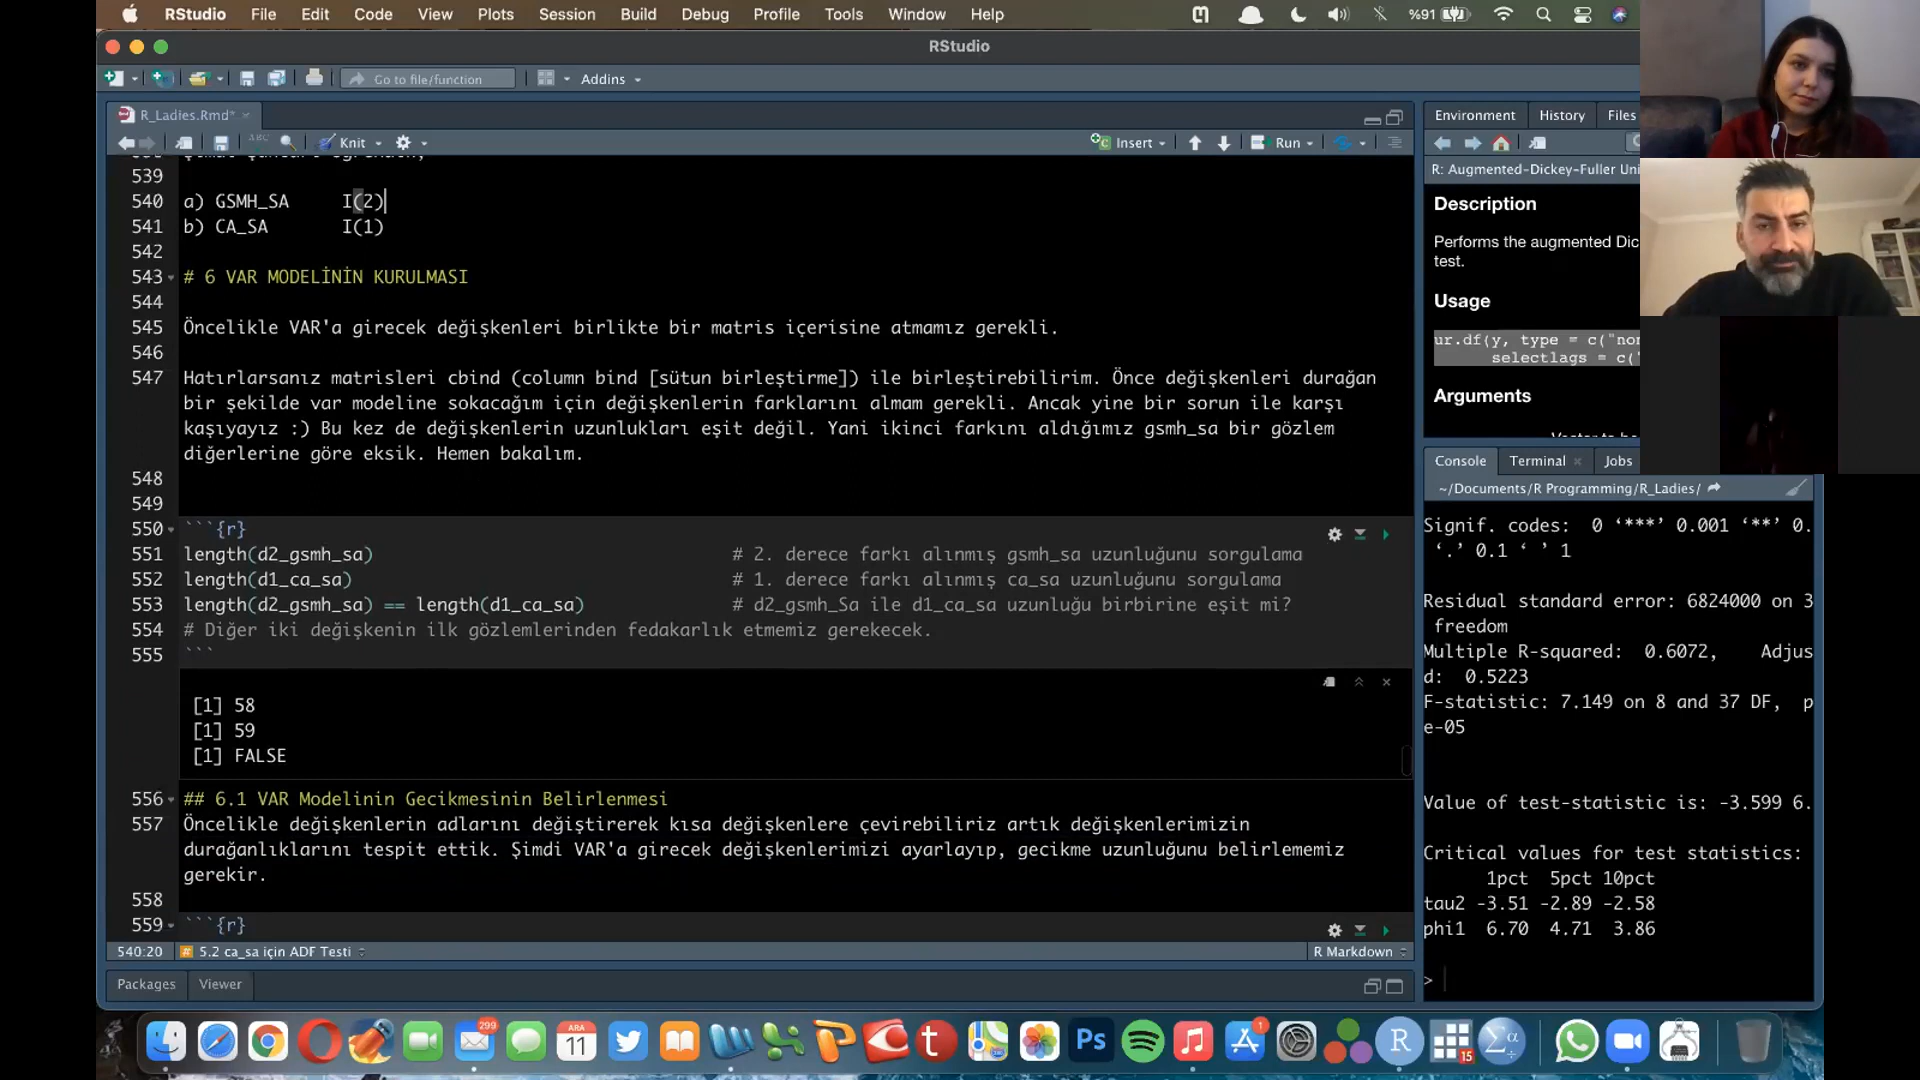 RStudio File Edit Code View Plots Session Build Debug Profile Tools Window Help %91
RStudio
Go to file/function Addins
R_Ladies.Rmd*
ABC Knit Insert Run
539
540 a) GSMH_SA I(2)
541 b) CA_SA I(1)
542
543 # 6 VAR MODELİNİN KURULMASI
544
545 Öncelikle VAR'a girecek değişkenleri birlikte bir matris içerisine atmamız gerekli.
546
547 Hatırlarsanız matrisleri cbind (column bind [sütun birleştirme]) ile birleştirebilirim. Önce değişkenleri durağan
bir şekilde var modeline sokacağım için değişkenlerin farklarını almam gerekli. Ancak yine bir sorun ile karşı
kaşıyayız :) Bu kez de değişkenlerin uzunlukları eşit değil. Yani ikinci farkını aldığımız gsmh_sa bir gözlem
diğerlerine göre eksik. Hemen bakalım.
548
549
550 ```{r}
551 length(d2_gsmh_sa) # 2. derece farkı alınmış gsmh_sa uzunluğunu sorgulama
552 length(d1_ca_sa) # 1. derece farkı alınmış ca_sa uzunluğunu sorgulama
553 length(d2_gsmh_sa) == length(d1_ca_sa) # d2_gsmh_Sa ile d1_ca_sa uzunluğu birbirine eşit mi?
554 # Diğer iki değişkenin ilk gözlemlerinden fedakarlık etmemiz gerekecek.
555 ```
[1] 58
[1] 59
[1] FALSE
556 ## 6.1 VAR Modelinin Gecikmesinin Belirlenmesi
557 Öncelikle değişkenlerin adlarını değiştirerek kısa değişkenlere çevirebiliriz artık değişkenlerimizin
durağanlıklarını tespit ettik. Şimdi VAR'a girecek değişkenlerimizi ayarlayıp, gecikme uzunluğunu belirlememiz
gerekir.
558
559 ```{r}
540:20 # 5.2 ca_sa için ADF Testi R Markdown
Packages Viewer
Environment History Files
R: Augmented-Dickey-Fuller Uni
Description
Performs the augmented Dic
test.
Usage
ur.df(y, type = c("non
selectlags = c("
Arguments
Console Terminal Jobs
~/Documents/R Programming/R_Ladies/
Signif. codes: 0 ‘***’ 0.001 ‘**’ 0.
‘.’ 0.1 ‘ ’ 1
Residual standard error: 6824000 on 3
freedom
Multiple R-squared: 0.6072, Adjus
d: 0.5223
F-statistic: 7.149 on 8 and 37 DF, p
e-05
Value of test-statistic is: -3.599 6.
Critical values for test statistics:
1pct 5pct 10pct
tau2 -3.51 -2.89 -2.58
phi1 6.70 4.71 3.86
>
299
ARA
11
Ps
1
R
15
Σα